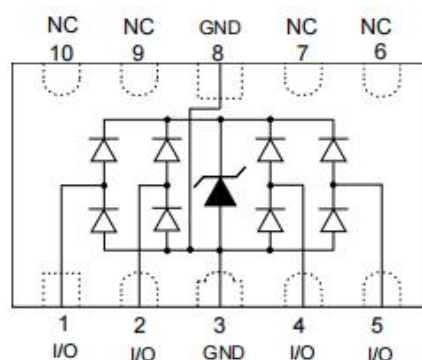 NC NC GND NC NC
10 9 8 7 6
1 2 3 4 5
I/O I/O GND I/O I/O